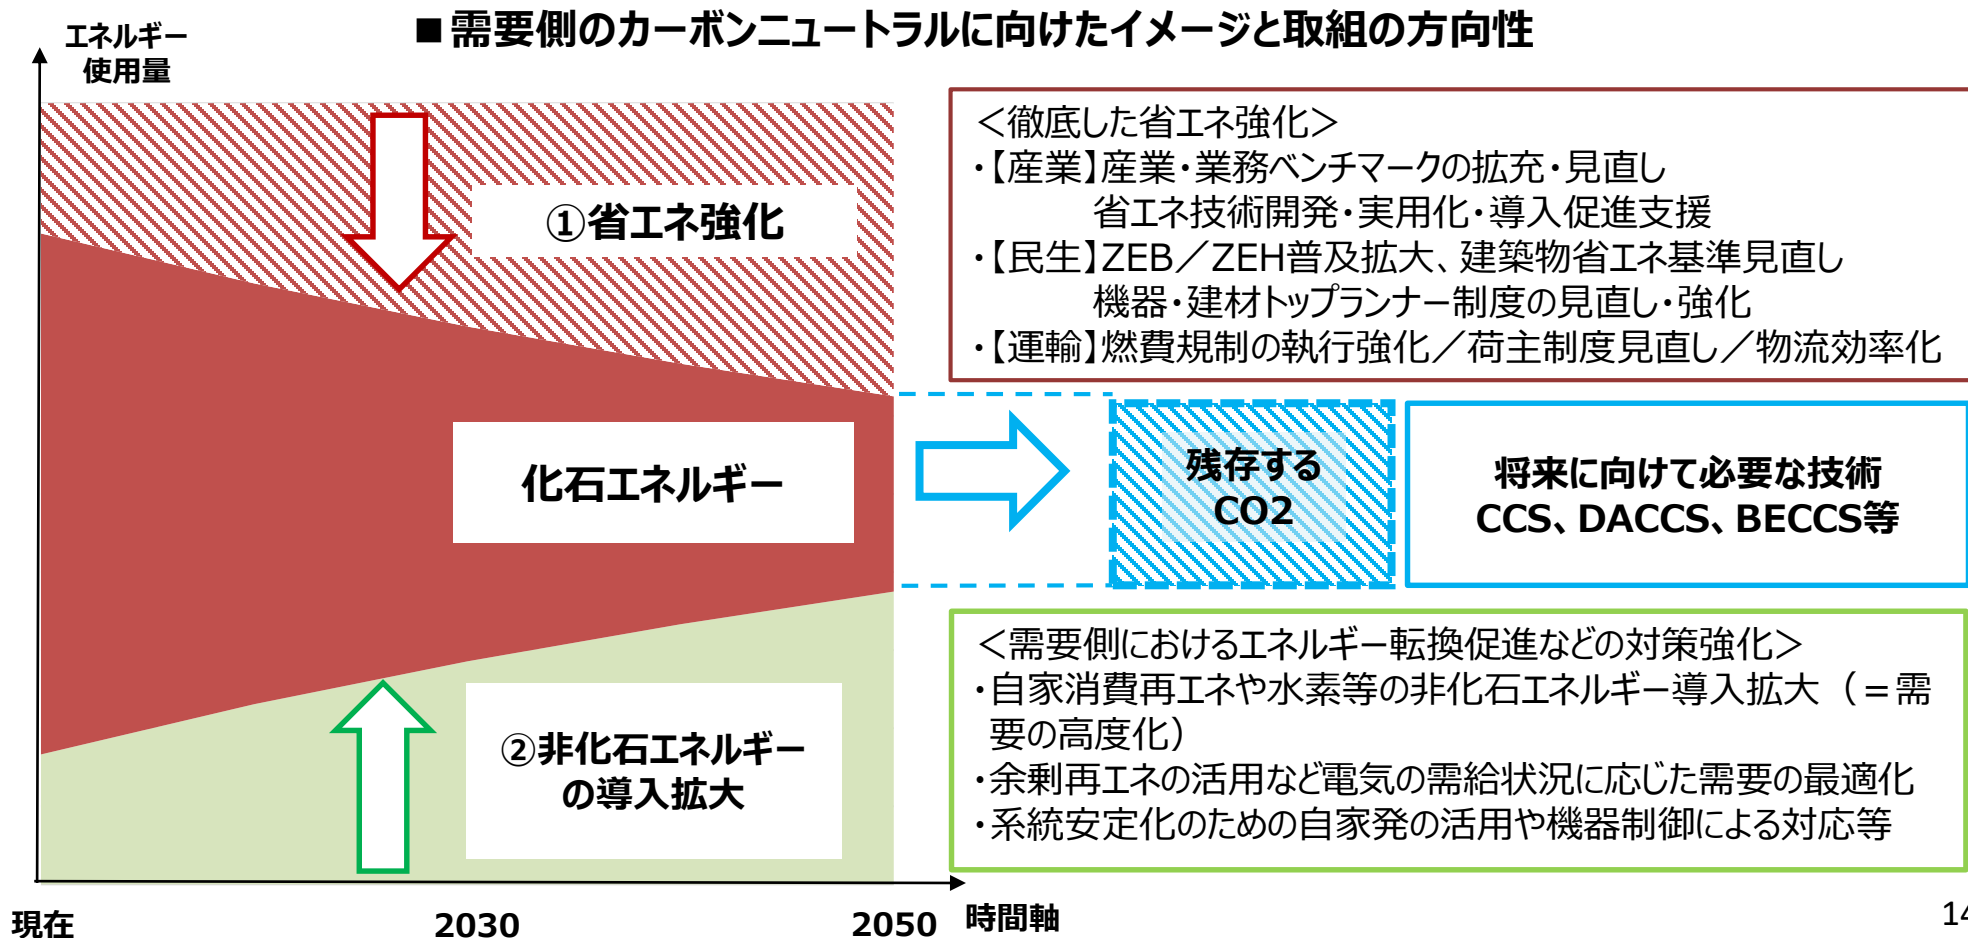 ■需要側のカーボンニュートラルに向けたイメージと取組の方向性
エネルギー
使用量
①省エネ強化
化石エネルギー
②非化石エネルギー
の導入拡大
現在
2030
2050
時間軸
<徹底した省エネ強化>
・【産業】産業・業務ベンチマークの拡充・見直し
省エネ技術開発・実用化・導入促進支援
・【民生】ZEB／ZEH普及拡大、建築物省エネ基準見直し
機器・建材トップランナー制度の見直し・強化
・【運輸】燃費規制の執行強化／荷主制度見直し／物流効率化
残存する
CO2
将来に向けて必要な技術
CCS、DACCS、BECCS等
<需要側におけるエネルギー転換促進などの対策強化>
・自家消費再エネや水素等の非化石エネルギー導入拡大（＝需
要の高度化）
・余剰再エネの活用など電気の需給状況に応じた需要の最適化
・系統安定化のための自家発の活用や機器制御による対応等
14